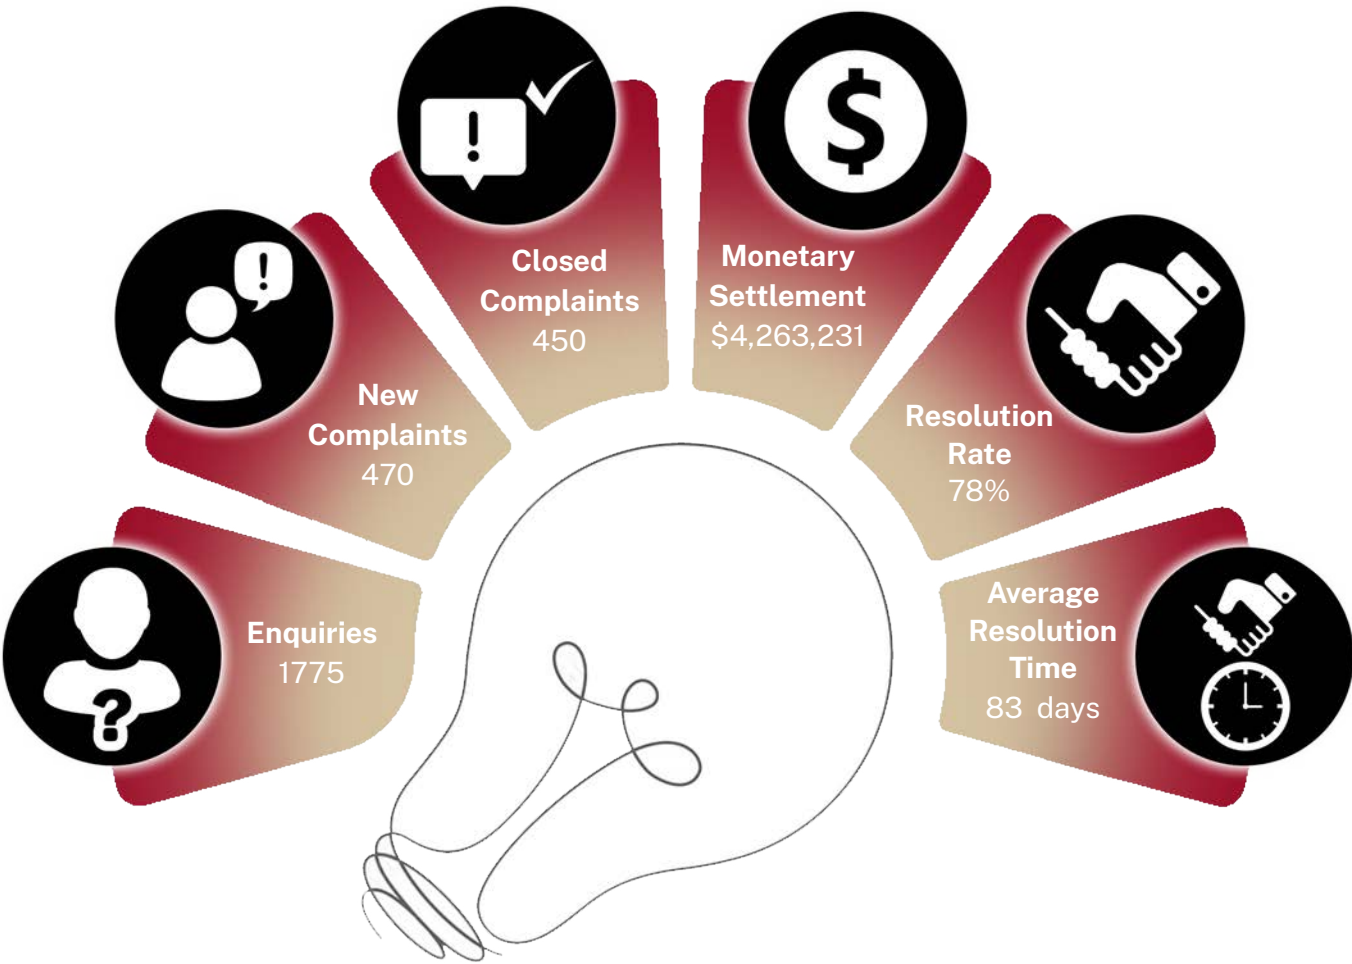 Enquiries
1775
New
Complaints
470
Closed
Complaints
450
Monetary
Settlement
$4,263,231
Resolution
Rate
78%
Average
Resolution
Time
83 days